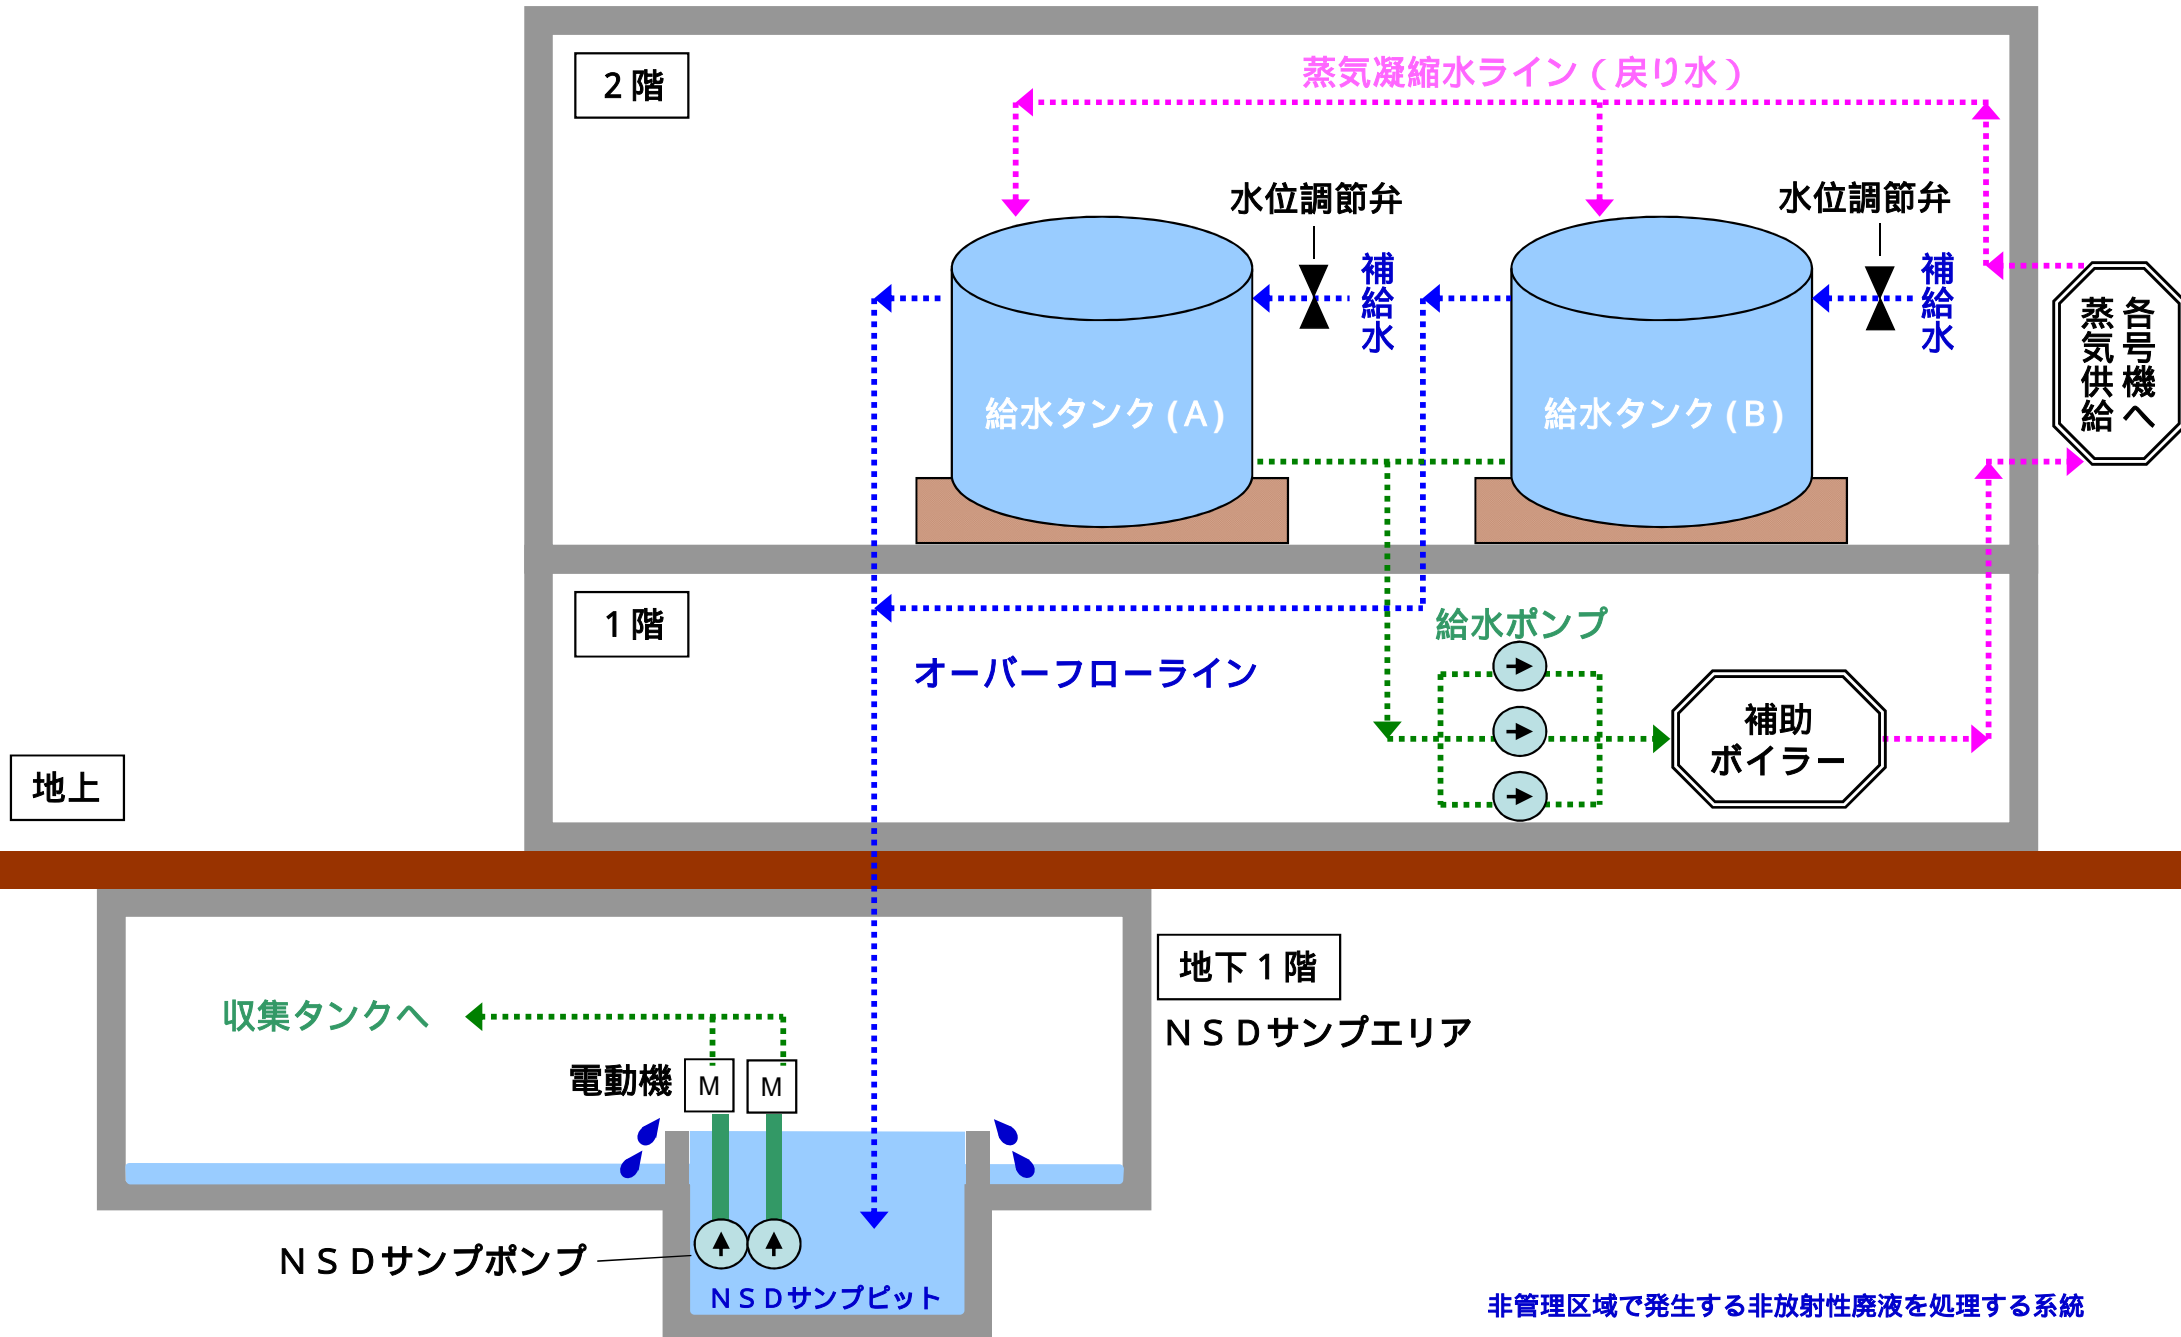 2階
蒸気凝縮水ライン(戻り水)
水位調節弁
水位調節弁
補給水
補給水
各号機へ
蒸気供給
給水タンク(A)
給水タンク(B)
1階
給水ポンプ
オーバーフローライン
補助
ボイラー
地上
地下1階
収集タンクへ
NSDサンプエリア
電動機
M
M
NSDサンプポンプ
NSDサンプピット
非管理区域で発生する非放射性廃液を処理する系統